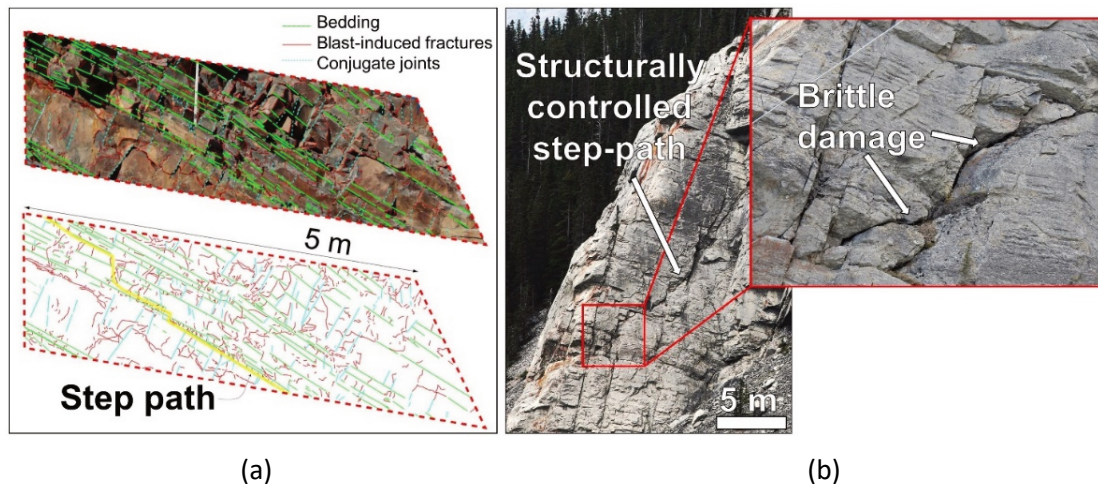 Bedding
Blast-induced fractures
Conjugate joints
5 m
Step path
Structurally
controlled
step-path
Brittle
damage
5 m
(a)
(b)